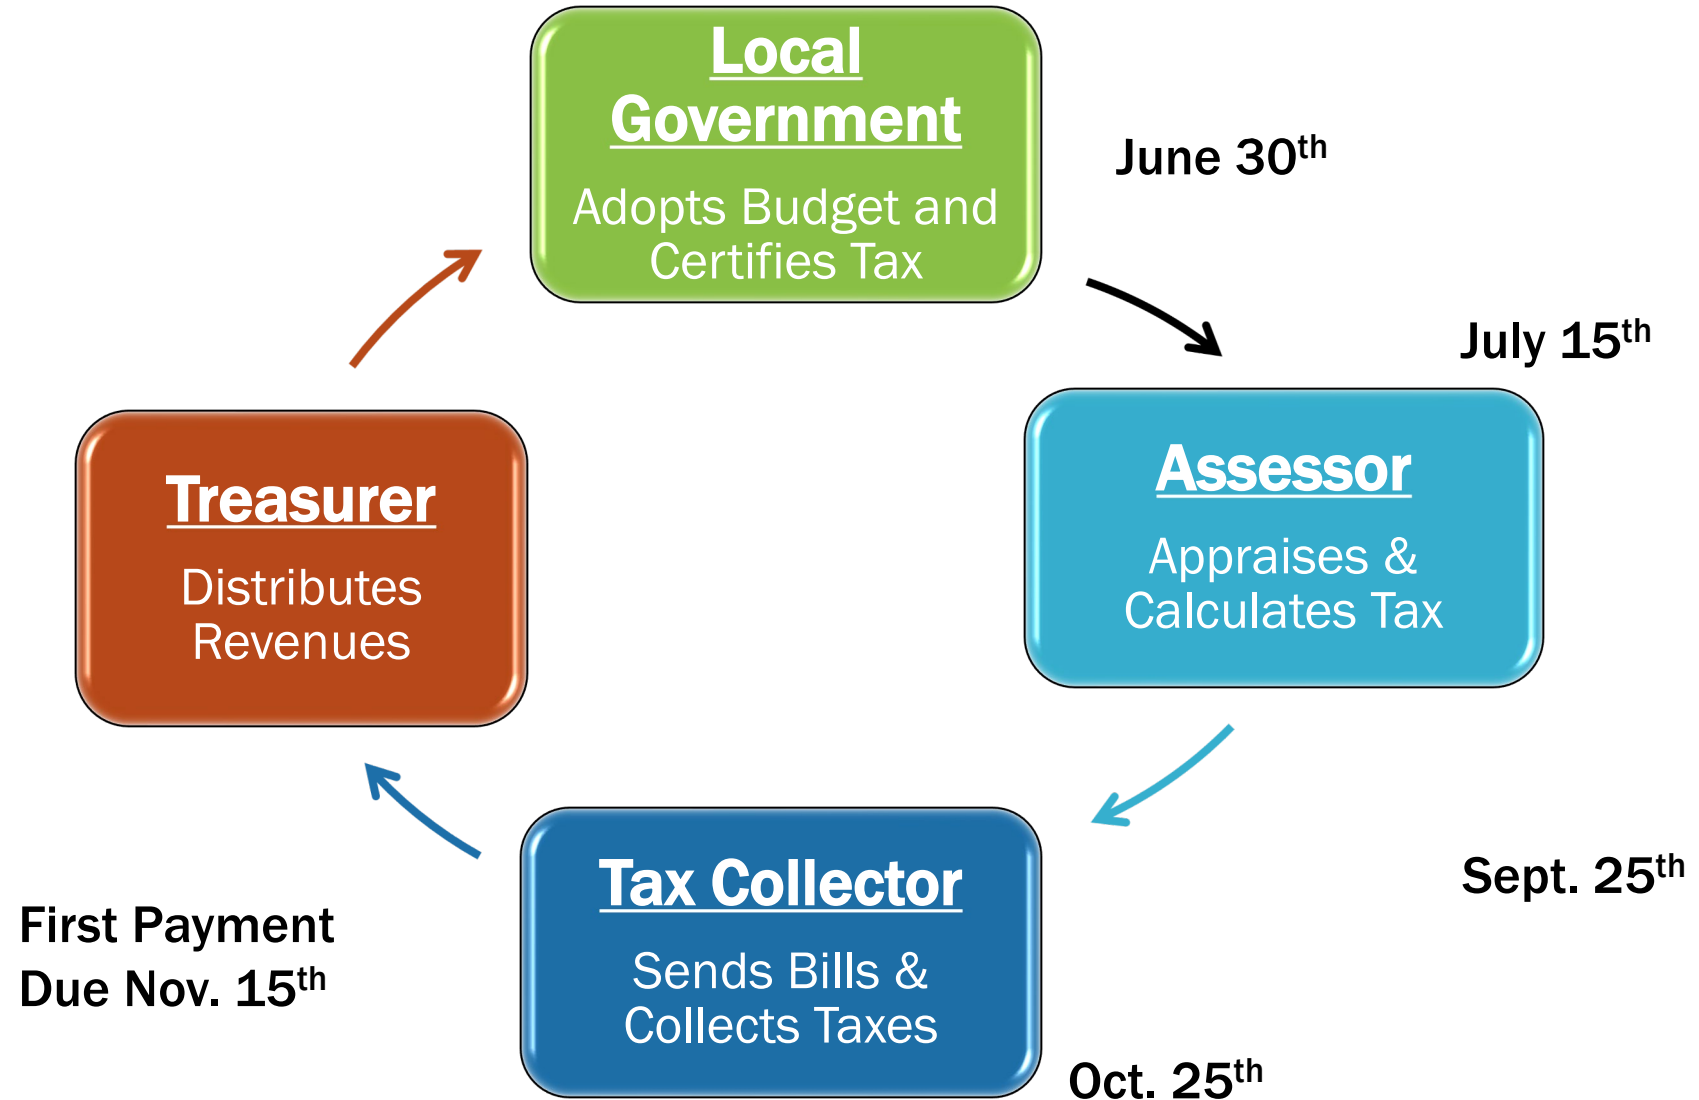 Local
Government
Adopts Budget and
Certifies Tax
June 30th
July 15th
Assessor
Appraises &
Calculates Tax
Sept. 25th
Tax Collector
Sends Bills &
Collects Taxes
Oct. 25th
First Payment
Due Nov. 15th
Treasurer
Distributes
Revenues